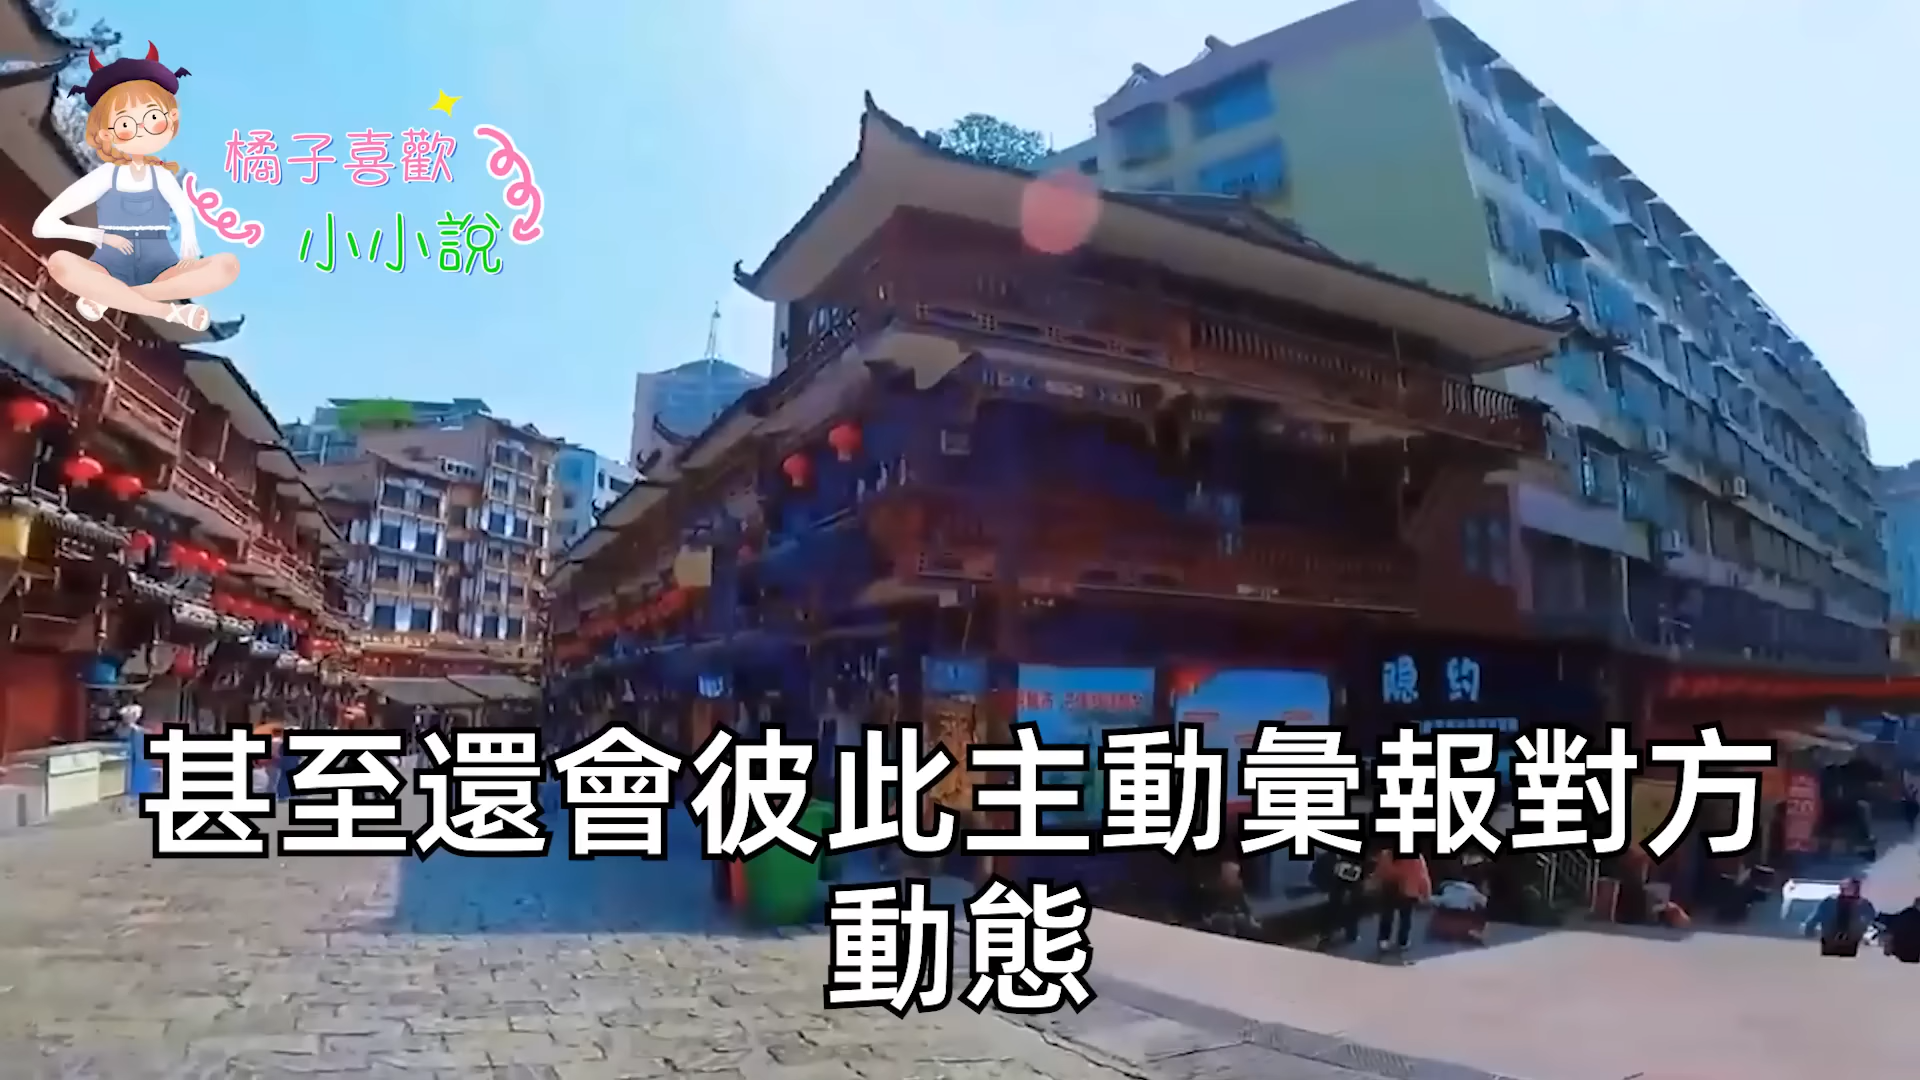 橘子喜歡
小小說
隐约
甚至還會彼此主動彙報對方
動態